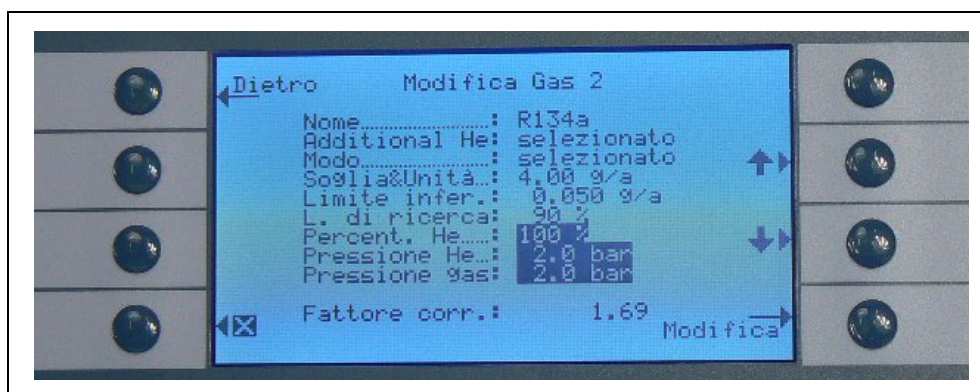 Dietro Modifica Gas 2
Nome......................: R134a
Additional He: selezionato
Modo......................: selezionato
Soglia&Unità...: 4.00 g/a
Limite infer.: 0.050 g/a
L. di ricerca: 90 %
Percent. He.....: 100 %
Pressione He...: 2.0 bar
Pressione gas: 2.0 bar
Fattore corr.: 1.69
Modifica